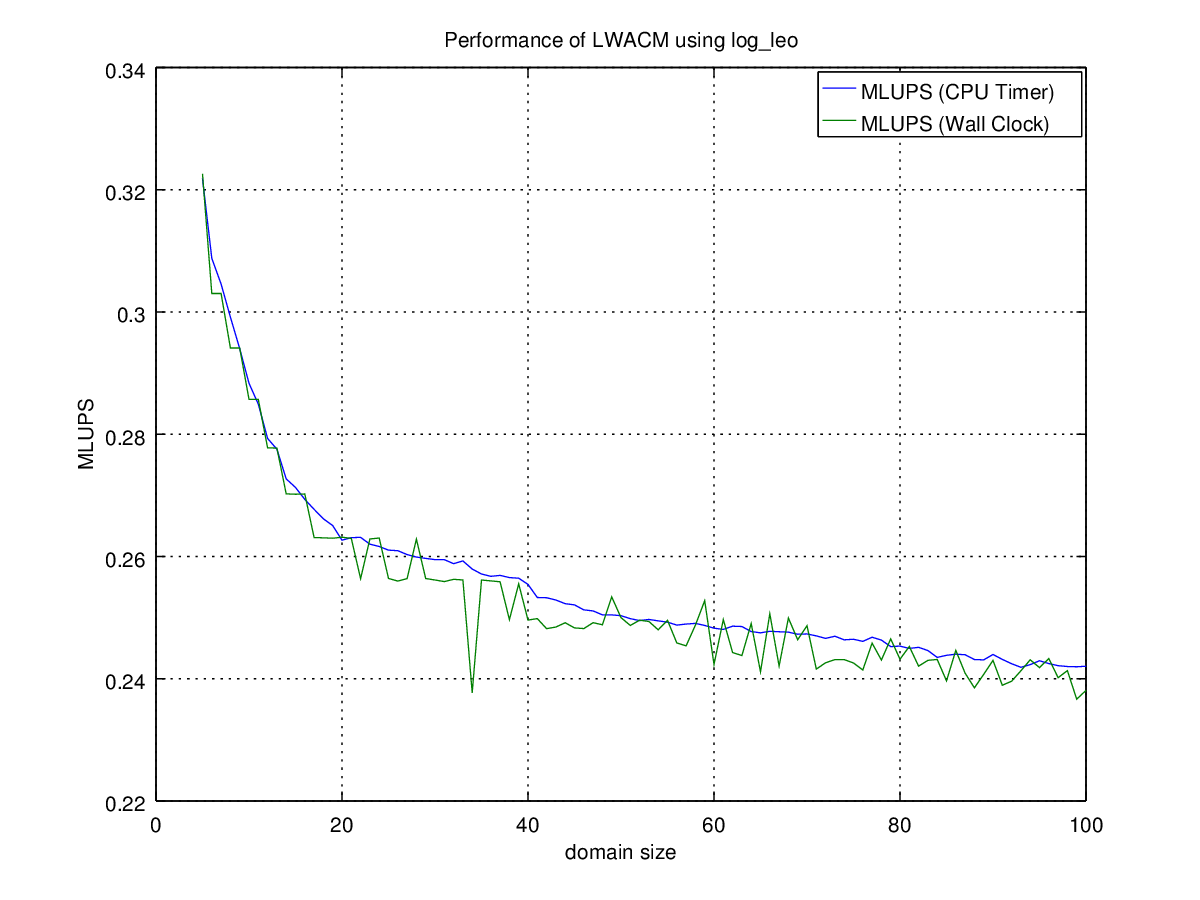 Performance of LWACM using log_leo
MLUPS (CPU Timer)
MLUPS (Wall Clock)
0.34
0.32
0.3
0.28
0.26
0.24
0.22
MLUPS
0
20
40
60
80
100
domain size